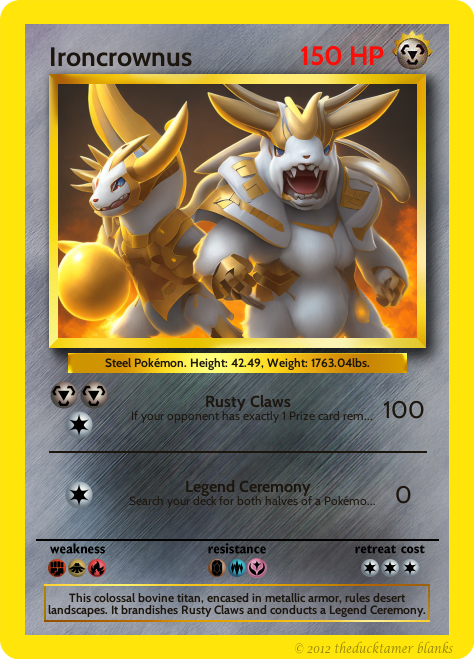 Ironcrownus
150 HP
Steel Pokémon. Height: 42.49, Weight: 1763.04lbs.
Rusty Claws
If your opponent has exactly 1 Prize card rem...
100
Legend Ceremony
Search your deck for both halves of a Pokémo...
0
weakness
resistance
retreat cost
This colossal bovine titan, encased in metallic armor, rules desert
landscapes. It brandishes Rusty Claws and conducts a Legend Ceremony.
© 2012 theducktamer blanks